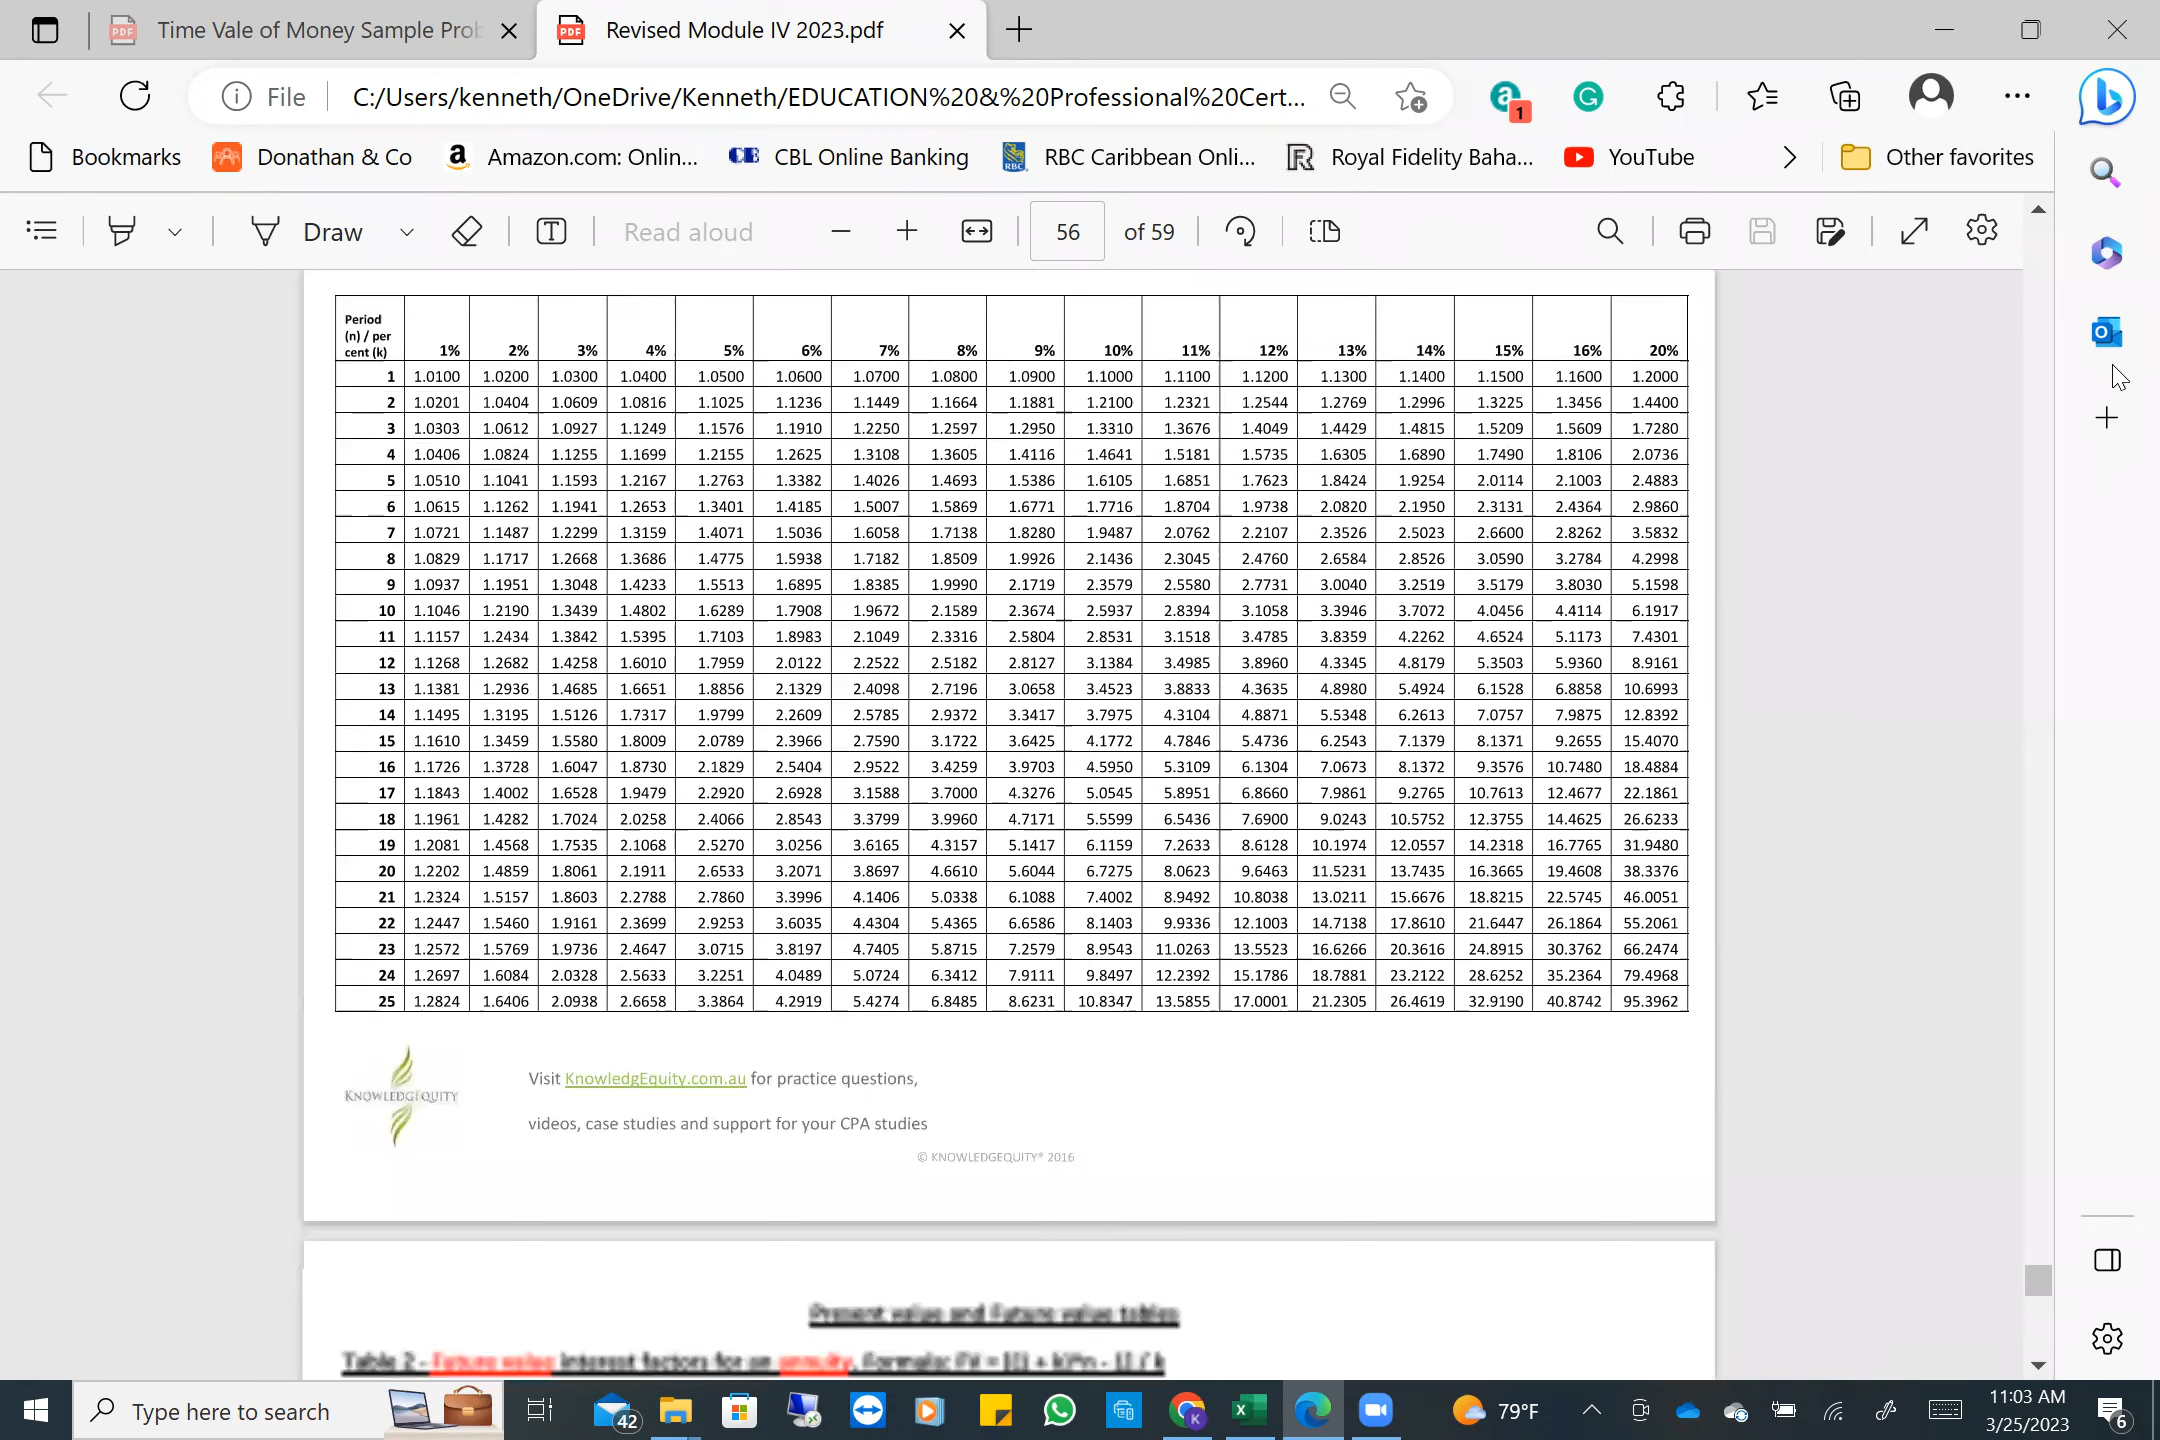 Time Vale of Money Sample Prob
Revised Module IV 2023.pdf
File
C:/Users/kenneth/OneDrive/Kenneth/EDUCATION%20&%20Professional%20Cert...
1
Bookmarks
Donathan & Co
Amazon.com: Onlin...
CBL Online Banking
RBC Caribbean Onli...
Royal Fidelity Baha...
YouTube
Other favorites
Draw
Read aloud
56 of 59
Period (n) / per cent (k) 1% 2% 3% 4% 5% 6% 7% 8% 9% 10% 11% 12% 13% 14% 15% 16% 20%
1 1.0100 1.0200 1.0300 1.0400 1.0500 1.0600 1.0700 1.0800 1.0900 1.1000 1.1100 1.1200 1.1300 1.1400 1.1500 1.1600 1.2000
2 1.0201 1.0404 1.0609 1.0816 1.1025 1.1236 1.1449 1.1664 1.1881 1.2100 1.2321 1.2544 1.2769 1.2996 1.3225 1.3456 1.4400
3 1.0303 1.0612 1.0927 1.1249 1.1576 1.1910 1.2250 1.2597 1.2950 1.3310 1.3676 1.4049 1.4429 1.4815 1.5209 1.5609 1.7280
4 1.0406 1.0824 1.1255 1.1699 1.2155 1.2625 1.3108 1.3605 1.4116 1.4641 1.5181 1.5735 1.6305 1.6890 1.7490 1.8106 2.0736
5 1.0510 1.1041 1.1593 1.2167 1.2763 1.3382 1.4026 1.4693 1.5386 1.6105 1.6851 1.7623 1.8424 1.9254 2.0114 2.1003 2.4883
6 1.0615 1.1262 1.1941 1.2653 1.3401 1.4185 1.5007 1.5869 1.6771 1.7716 1.8704 1.9738 2.0820 2.1950 2.3131 2.4364 2.9860
7 1.0721 1.1487 1.2299 1.3159 1.4071 1.5036 1.6058 1.7138 1.8280 1.9487 2.0762 2.2107 2.3526 2.5023 2.6600 2.8262 3.5832
8 1.0829 1.1717 1.2668 1.3686 1.4775 1.5938 1.7182 1.8509 1.9926 2.1436 2.3045 2.4760 2.6584 2.8526 3.0590 3.2784 4.2998
9 1.0937 1.1951 1.3048 1.4233 1.5513 1.6895 1.8385 1.9990 2.1719 2.3579 2.5580 2.7731 3.0040 3.2519 3.5179 3.8030 5.1598
10 1.1046 1.2190 1.3439 1.4802 1.6289 1.7908 1.9672 2.1589 2.3674 2.5937 2.8394 3.1058 3.3946 3.7072 4.0456 4.4114 6.1917
11 1.1157 1.2434 1.3842 1.5395 1.7103 1.8983 2.1049 2.3316 2.5804 2.8531 3.1518 3.4785 3.8359 4.2262 4.6524 5.1173 7.4301
12 1.1268 1.2682 1.4258 1.6010 1.7959 2.0122 2.2522 2.5182 2.8127 3.1384 3.4985 3.8960 4.3345 4.8179 5.3503 5.9360 8.9161
13 1.1381 1.2936 1.4685 1.6651 1.8856 2.1329 2.4098 2.7196 3.0658 3.4523 3.8833 4.3635 4.8980 5.4924 6.1528 6.8858 10.6993
14 1.1495 1.3195 1.5126 1.7317 1.9799 2.2609 2.5785 2.9372 3.3417 3.7975 4.3104 4.8871 5.5348 6.2613 7.0757 7.9875 12.8392
15 1.1610 1.3459 1.5580 1.8009 2.0789 2.3966 2.7590 3.1722 3.6425 4.1772 4.7846 5.4736 6.2543 7.1379 8.1371 9.2655 15.4070
16 1.1726 1.3728 1.6047 1.8730 2.1829 2.5404 2.9522 3.4259 3.9703 4.5950 5.3109 6.1304 7.0673 8.1372 9.3576 10.7480 18.4884
17 1.1843 1.4002 1.6528 1.9479 2.2920 2.6928 3.1588 3.7000 4.3276 5.0545 5.8951 6.8660 7.9861 9.2765 10.7613 12.4677 22.1861
18 1.1961 1.4282 1.7024 2.0258 2.4066 2.8543 3.3799 3.9960 4.7171 5.5599 6.5436 7.6900 9.0243 10.5752 12.3755 14.4625 26.6233
19 1.2081 1.4568 1.7535 2.1068 2.5270 3.0256 3.6165 4.3157 5.1417 6.1159 7.2633 8.6128 10.1974 12.0557 14.2318 16.7765 31.9480
20 1.2202 1.4859 1.8061 2.1911 2.6533 3.2071 3.8697 4.6610 5.6044 6.7275 8.0623 9.6463 11.5231 13.7435 16.3665 19.4608 38.3376
21 1.2324 1.5157 1.8603 2.2788 2.7860 3.3996 4.1406 5.0338 6.1088 7.4002 8.9492 10.8038 13.0211 15.6676 18.8215 22.5745 46.0051
22 1.2447 1.5460 1.9161 2.3699 2.9253 3.6035 4.4304 5.4365 6.6586 8.1403 9.9336 12.1003 14.7138 17.8610 21.6447 26.1864 55.2061
23 1.2572 1.5769 1.9736 2.4647 3.0715 3.8197 4.7405 5.8715 7.2579 8.9543 11.0263 13.5523 16.6266 20.3616 24.8915 30.3762 66.2474
24 1.2697 1.6084 2.0328 2.5633 3.2251 4.0489 5.0724 6.3412 7.9111 9.8497 12.2392 15.1786 18.7881 23.2122 28.6252 35.2364 79.4968
25 1.2824 1.6406 2.0938 2.6658 3.3864 4.2919 5.4274 6.8485 8.6231 10.8347 13.5855 17.0001 21.2305 26.4619 32.9190 40.8742 95.3962
KNOWLEDGEQUITY
Visit KnowledgEquity.com.au for practice questions,
videos, case studies and support for your CPA studies
© KNOWLEDGEQUITY® 2016
Present value and Future value tables
Table 2 - Future value interest factors for an annuity. Formula: FV = [(1 + k)^n - 1] / k
Type here to search
42
79°F
11:03 AM
3/25/2023
6